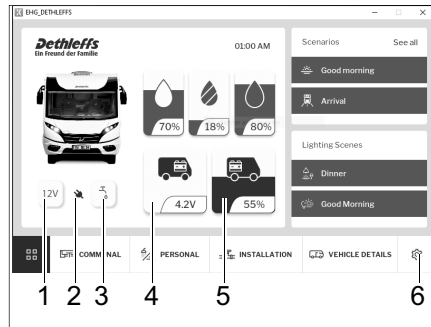 EHG_DETHLEFFS
Dethleffs
Ein Freund der Familie
01:00 AM
Scenarios See all
Good morning
Arrival
70% 18% 80%
Lighting Scenes
12V
4.2V 55%
Dinner
Good Morning
COMMUNAL PERSONAL INSTALLATION VEHICLE DETAILS
1 2 3 4 5 6